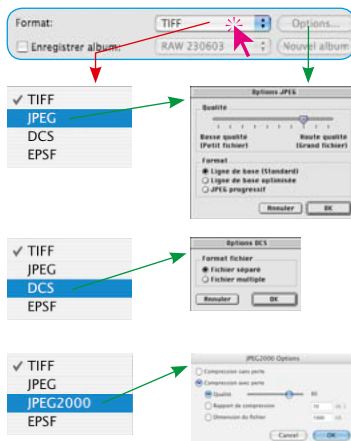 Format: TIFF Options...
Enregistrer album: RAW 230603 Nouvel album
✓ TIFF
JPEG
DCS
EPSF
Options JPEG
Qualité
Basse qualité Haute qualité
(Petit fichier) (Grand fichier)
Format
Ligne de base (Standard)
Ligne de base optimisée
JPEG progressif
Annuler OK
✓ TIFF
JPEG
DCS
EPSF
Options DCS
Format fichier
Fichier séparé
Fichier multiple
Annuler OK
✓ TIFF
JPEG
JPEG2000
EPSF
JPEG2000 Options
Compression sans perte
Compression avec perte
Qualité 80
Rapport de compression 10
Dimension du fichier 1000
Cancel OK